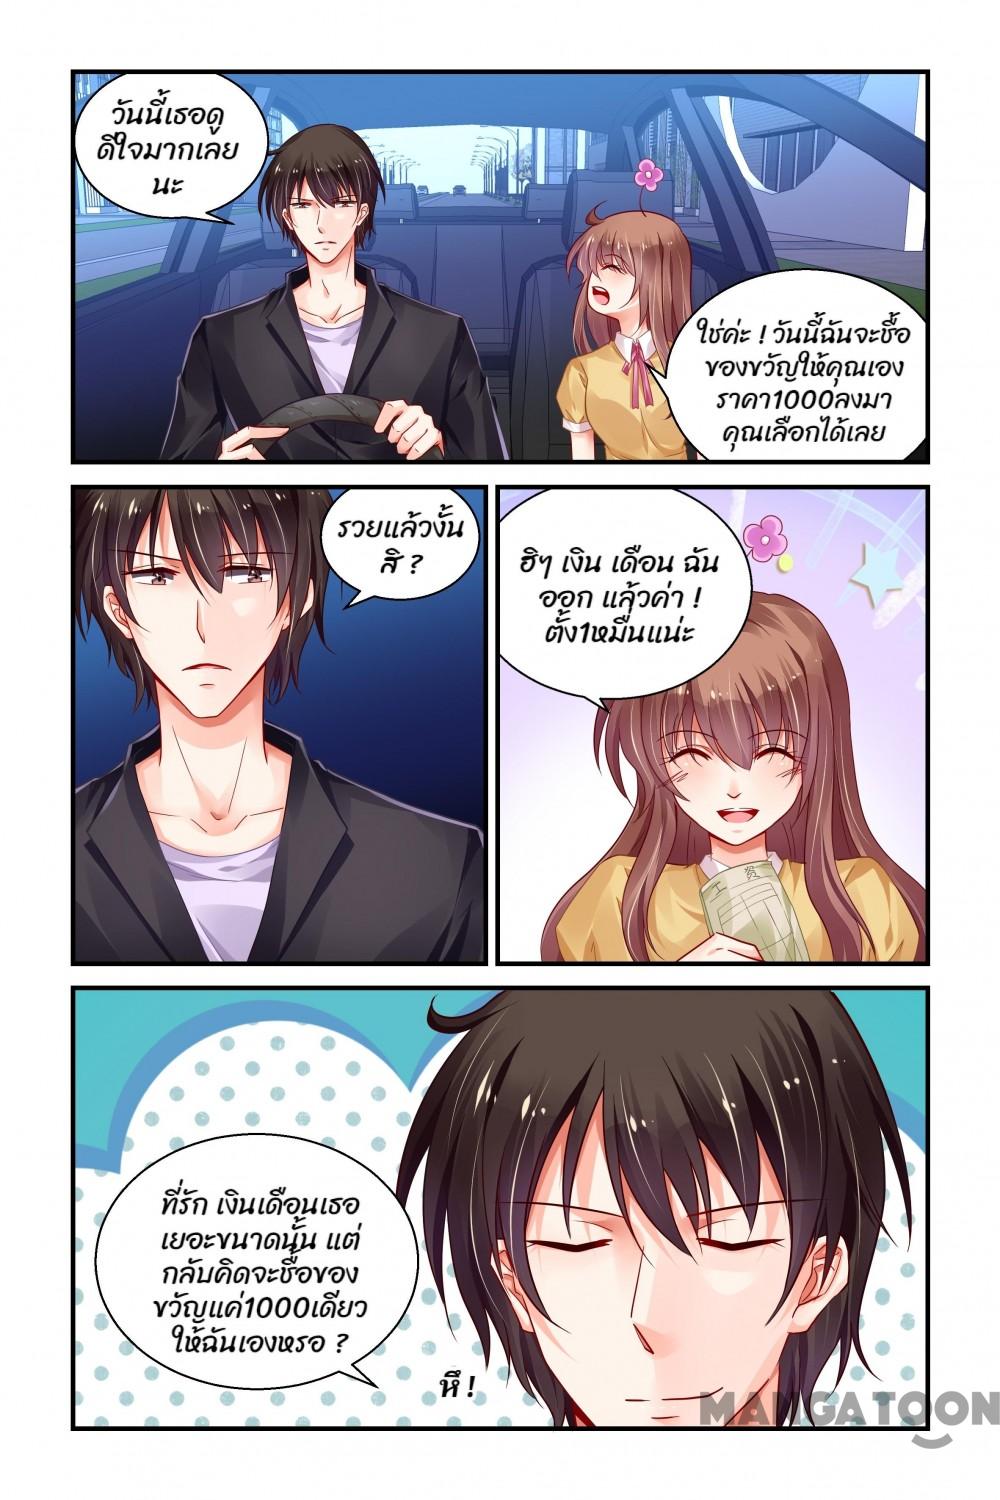 วันนี้เธอดู
ดีใจมากเลย
นะ
ใช่ค่ะ ! วันนี้ฉันจะซื้อ
ของขวัญให้คุณเอง
ราคา1000ลงมา
คุณเลือกได้เลย
รวยแล้วงั้น
สิ ?
ฮิๆ เงิน เดือน ฉัน
ออก แล้วค่า !
ตั้ง1หมื่นแน่ะ
工资
ที่รัก เงินเดือนเธอ
เยอะขนาดนั้น แต่
กลับคิดจะซื้อของ
ขวัญแค่1000เดียว
ให้ฉันเองหรอ ?
หึ !
MANGATOON